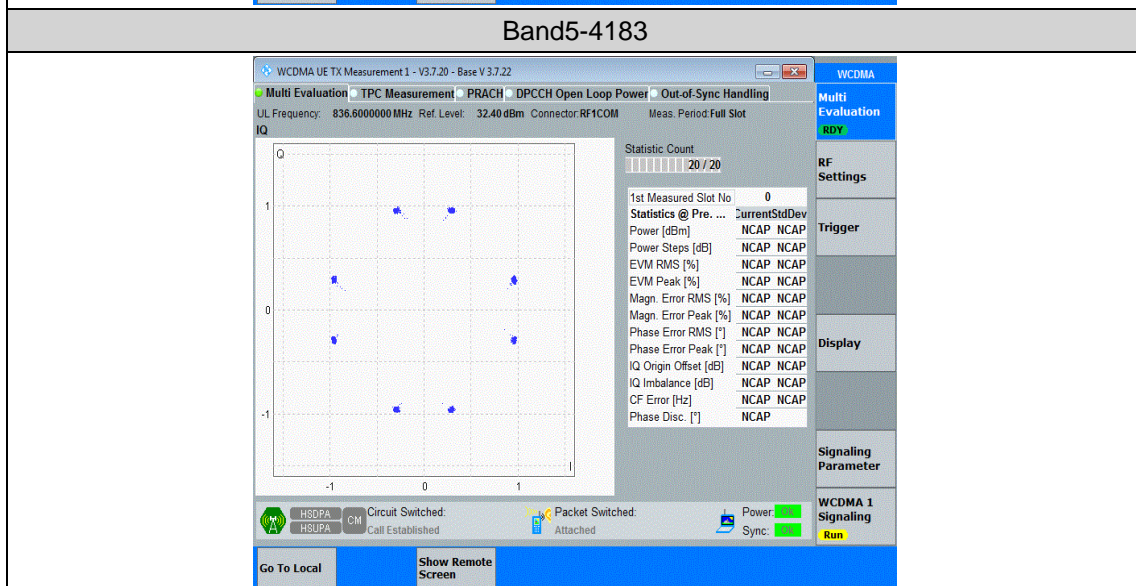 Band5-4183
WCDMA UE TX Measurement 1 - V3.7.20 - Base V 3.7.22
WCDMA
Multi Evaluation TPC Measurement PRACH DPCCH Open Loop Power Out-of-Sync Handling
Multi
Evaluation
RDY
UL Frequency: 836.6000000 MHz Ref. Level: 32.40 dBm Connector:RF1COM Meas. Period:Full Slot
IQ
Q
1
0
-1
-1 0 1
I
Statistic Count
20 / 20
1st Measured Slot No 0
Statistics @ Pre. ... CurrentStdDev
Power [dBm] NCAP NCAP
Power Steps [dB] NCAP NCAP
EVM RMS [%] NCAP NCAP
EVM Peak [%] NCAP NCAP
Magn. Error RMS [%] NCAP NCAP
Magn. Error Peak [%] NCAP NCAP
Phase Error RMS [°] NCAP NCAP
Phase Error Peak [°] NCAP NCAP
IQ Origin Offset [dB] NCAP NCAP
IQ Imbalance [dB] NCAP NCAP
CF Error [Hz] NCAP NCAP
Phase Disc. [°] NCAP
RF
Settings
Trigger
Display
Signaling
Parameter
WCDMA 1
Signaling
Run
HSDPA
HSUPA
CM
Circuit Switched:
Call Established
Packet Switched:
Attached
Power: Ok
Sync: Ok
Go To Local
Show Remote
Screen